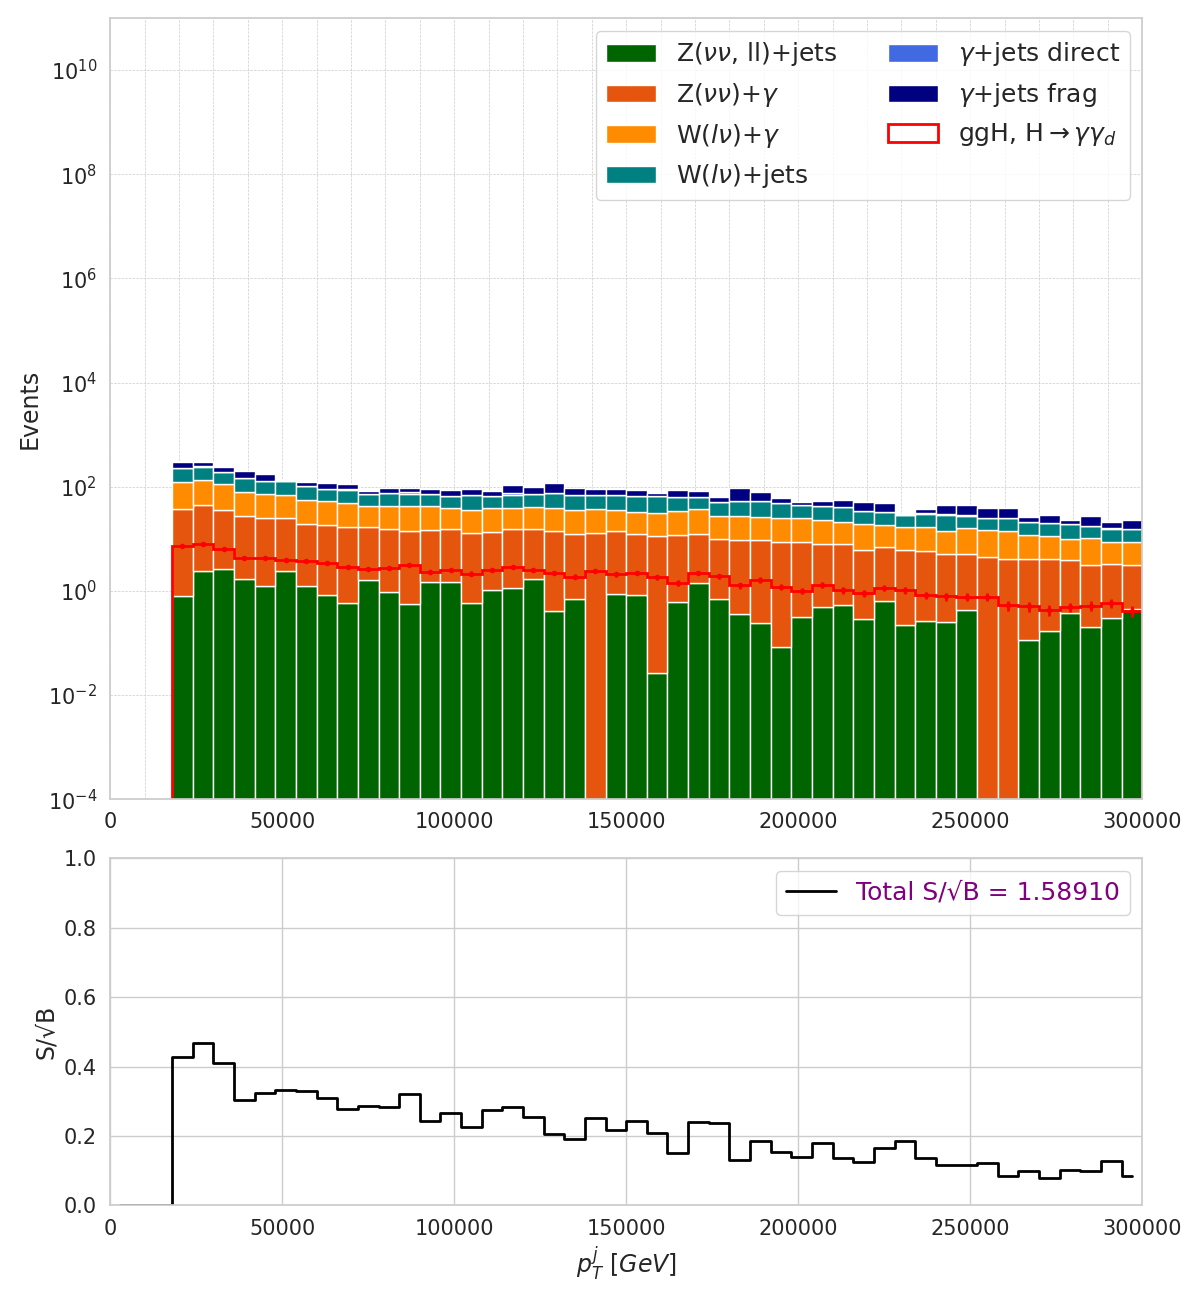 Z(νν, ll)+jets
Z(νν)+γ
W(lν)+γ
W(lν)+jets
γ+jets direct
γ+jets frag
ggH, H→γγ_d
Events
10^10
10^8
10^6
10^4
10^2
10^0
10^−2
10^−4
0 50000 100000 150000 200000 250000 300000
Total S/√B = 1.58910
S/√B
1.0
0.8
0.6
0.4
0.2
0.0
0 50000 100000 150000 200000 250000 300000
p_T^j [GeV]